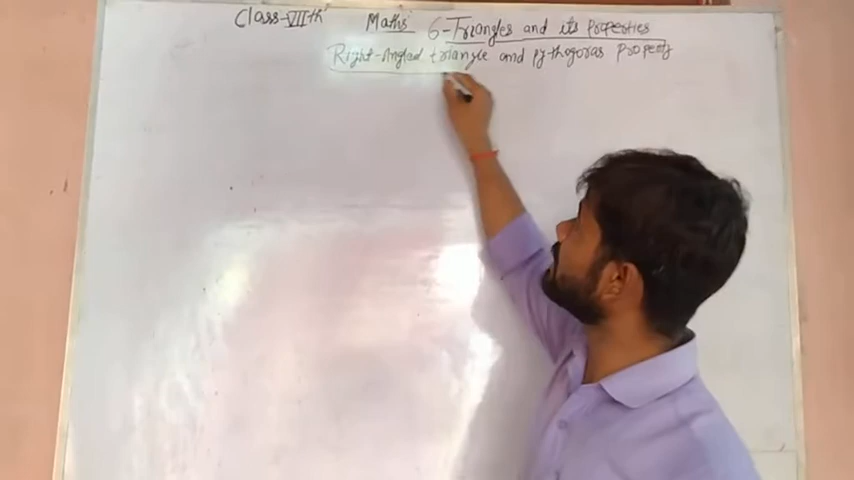 Class-VIIth Maths 6-Triangles and its properties
Right-Angled triangle and pythogoras property